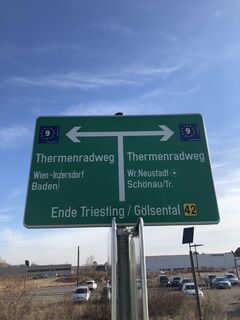 9
9
Thermenradweg
Thermenradweg
Wien-Inzersdorf
Baden
Wr. Neustadt
Schönau/Tr.
Ende Triesting / Gölsental 42